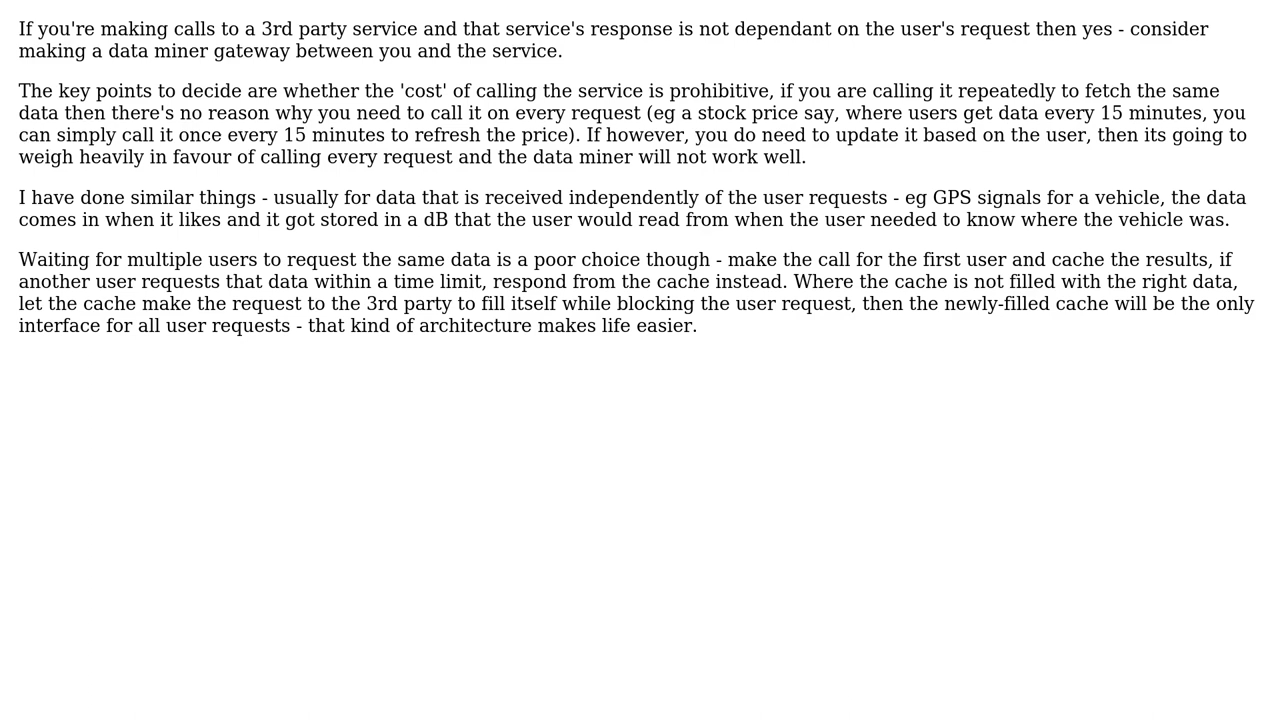 If you're making calls to a 3rd party service and that service's response is not dependant on the user's request then yes - consider
making a data miner gateway between you and the service.
The key points to decide are whether the 'cost' of calling the service is prohibitive, if you are calling it repeatedly to fetch the same
data then there's no reason why you need to call it on every request (eg a stock price say, where users get data every 15 minutes, you
can simply call it once every 15 minutes to refresh the price). If however, you do need to update it based on the user, then its going to
weigh heavily in favour of calling every request and the data miner will not work well.
I have done similar things - usually for data that is received independently of the user requests - eg GPS signals for a vehicle, the data
comes in when it likes and it got stored in a dB that the user would read from when the user needed to know where the vehicle was.
Waiting for multiple users to request the same data is a poor choice though - make the call for the first user and cache the results, if
another user requests that data within a time limit, respond from the cache instead. Where the cache is not filled with the right data,
let the cache make the request to the 3rd party to fill itself while blocking the user request, then the newly-filled cache will be the only
interface for all user requests - that kind of architecture makes life easier.